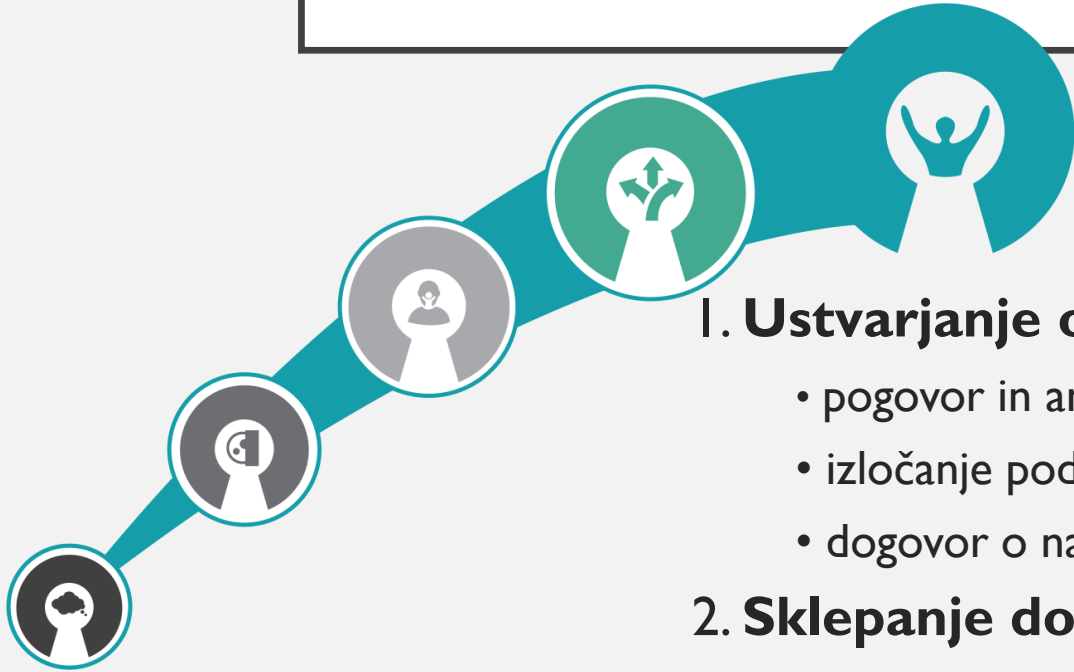 1. Ustvarjanje
• pogovor in
• izločanje
• dogovor o
2. Sklepanje